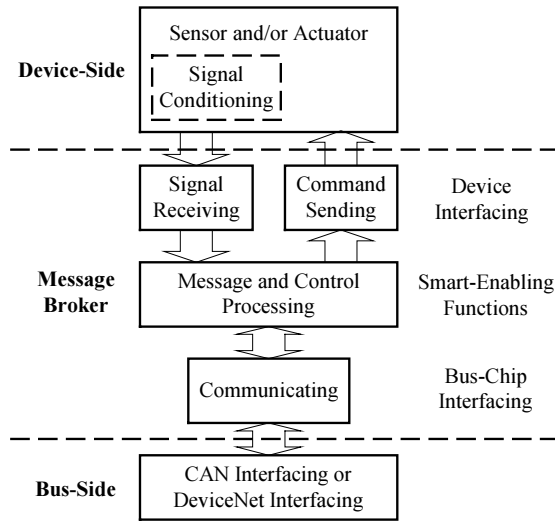 Sensor and/or Actuator
Device-Side
Signal
Conditioning
Signal
Receiving
Command
Sending
Device
Interfacing
Message
Broker
Message and Control
Processing
Smart-Enabling
Functions
Communicating
Bus-Chip
Interfacing
Bus-Side
CAN Interfacing or
DeviceNet Interfacing